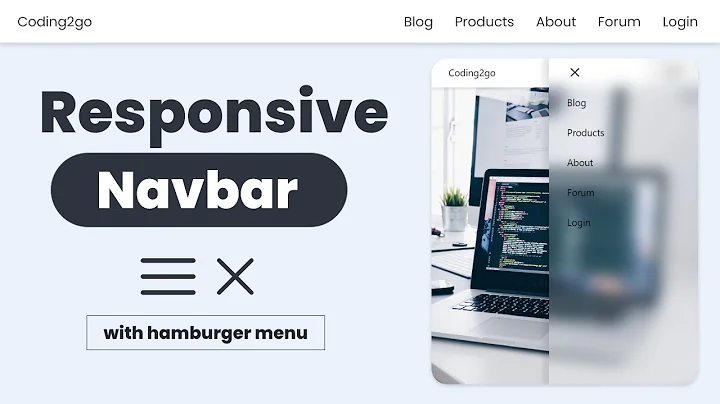 Coding2go Blog Products About Forum Login
Responsive
Navbar
with hamburger menu
Coding2go
Blog
Products
About
Forum
Login